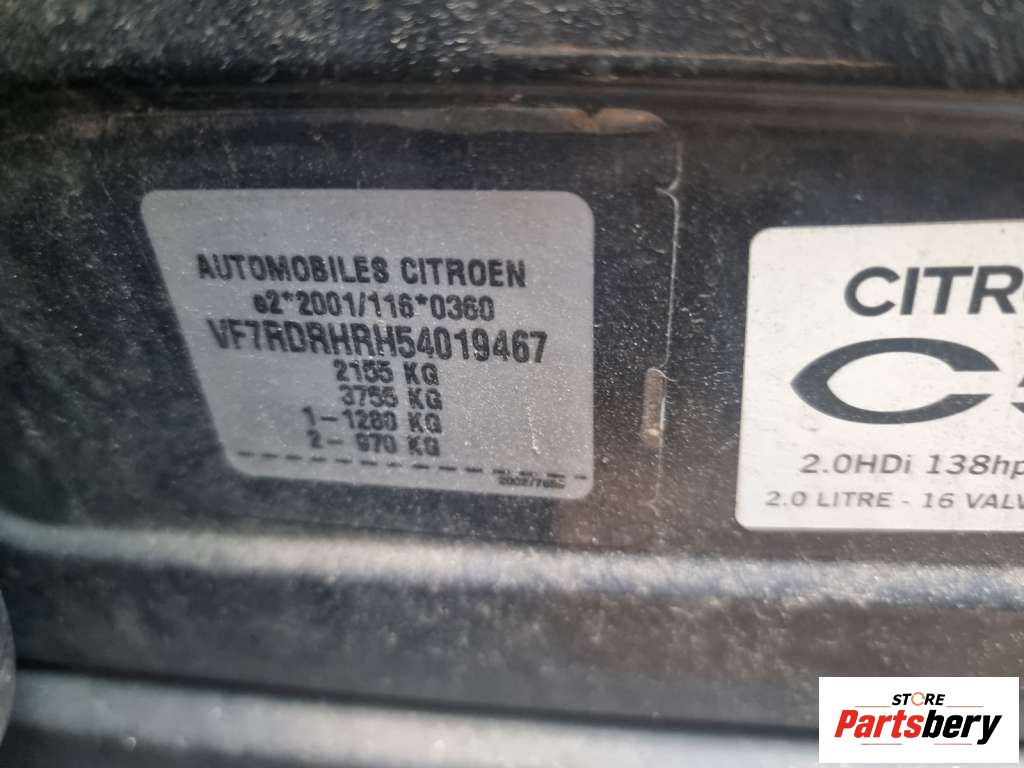 AUTOMOBILES CITROEN
e2*2001/116*0360
VF7RDRHRH54019467
2155 KG
3755 KG
1-1280 KG
2- 970 KG
CITR
C
2.0HDi 138hp
2.0 LITRE - 16 VALV
STORE
Partsbery